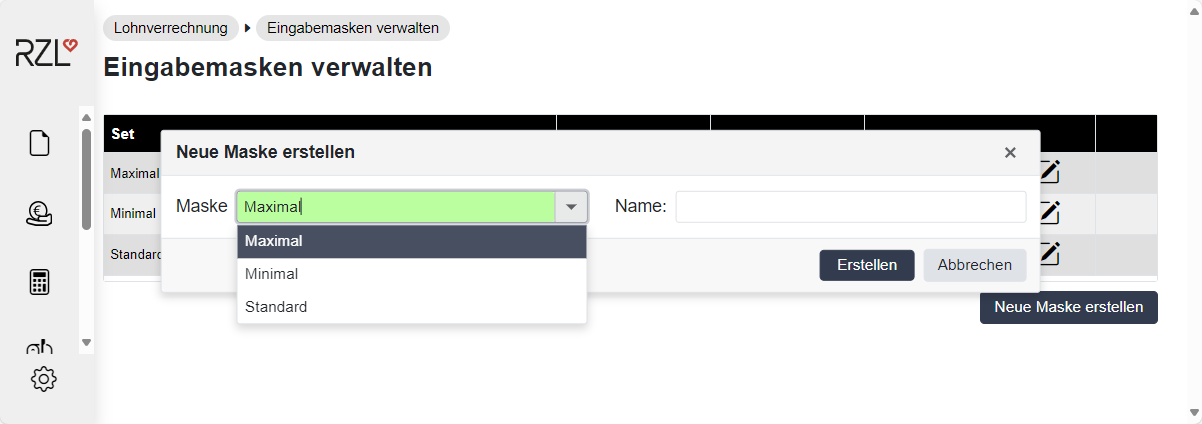 Lohnverrechnung
Eingabemasken verwalten
RZL
Eingabemasken verwalten
Set
Neue Maske erstellen
Maximal
Maske
Maximal
Name:
Minimal
Maximal
Standard
Erstellen
Abbrechen
Minimal
Standard
Neue Maske erstellen